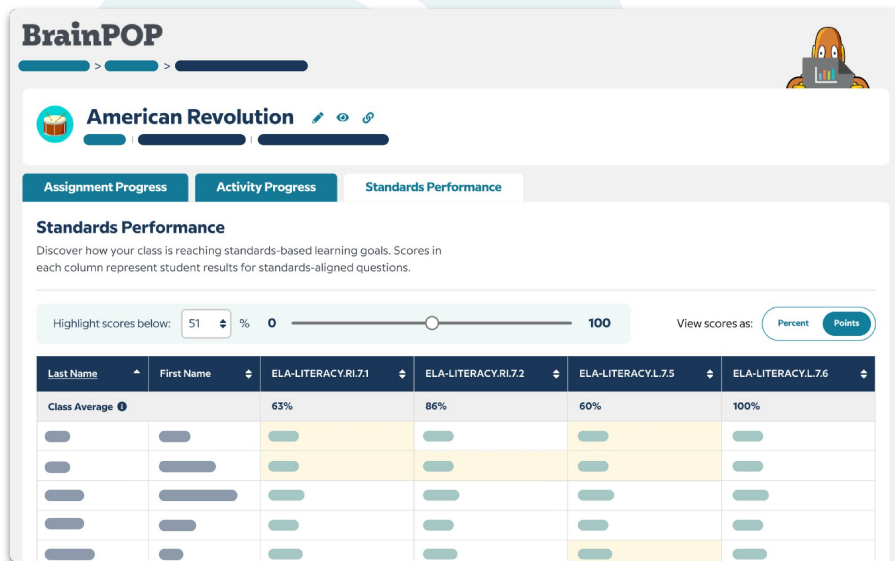 BrainPOP
> >
American Revolution
Assignment Progress Activity Progress Standards Performance
Standards Performance
Discover how your class is reaching standards-based learning goals. Scores in
each column represent student results for standards-aligned questions.
Highlight scores below: 51 % 0 100 View scores as: Percent Points
Last Name First Name ELA-LITERACY.RI.7.1 ELA-LITERACY.RI.7.2 ELA-LITERACY.L.7.5 ELA-LITERACY.L.7.6
Class Average 63% 86% 60% 100%